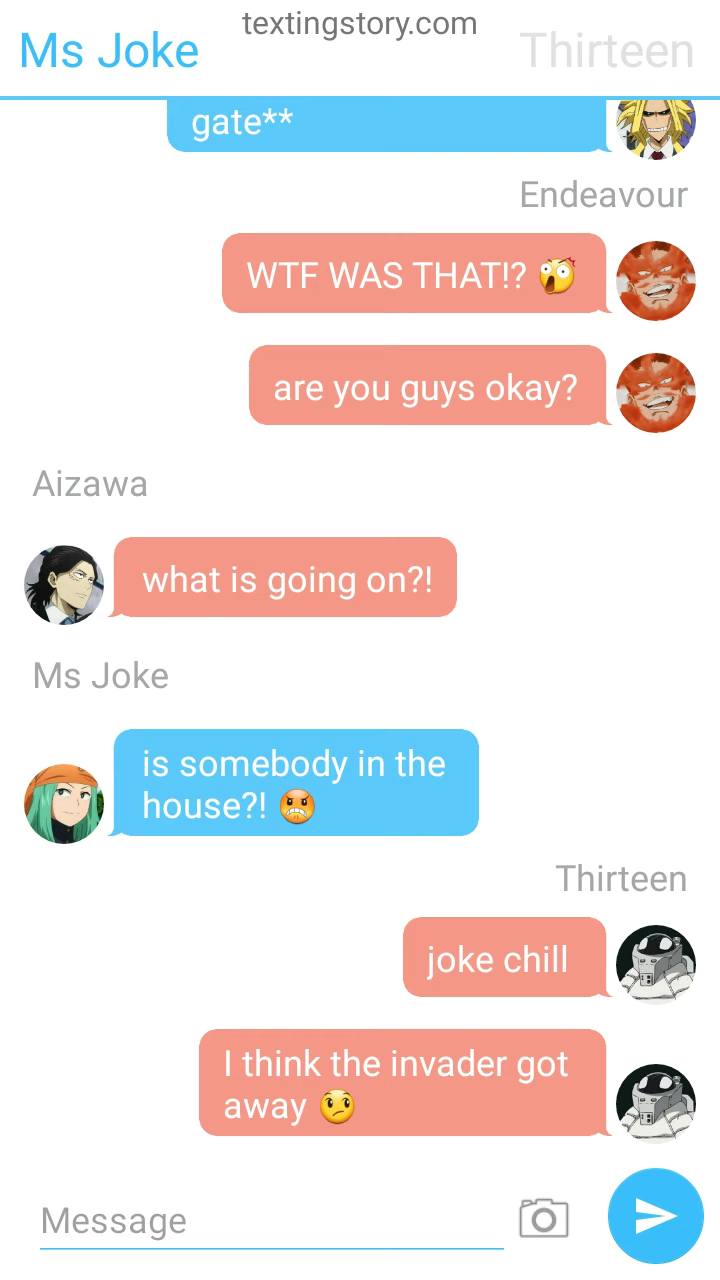 textingstory.com
Ms Joke
Thirteen
gate**
Endeavour
WTF WAS THAT!? 😲
are you guys okay?
Aizawa
what is going on?!
Ms Joke
is somebody in the
house?! 😡
Thirteen
joke chill
I think the invader got
away 😞
Message